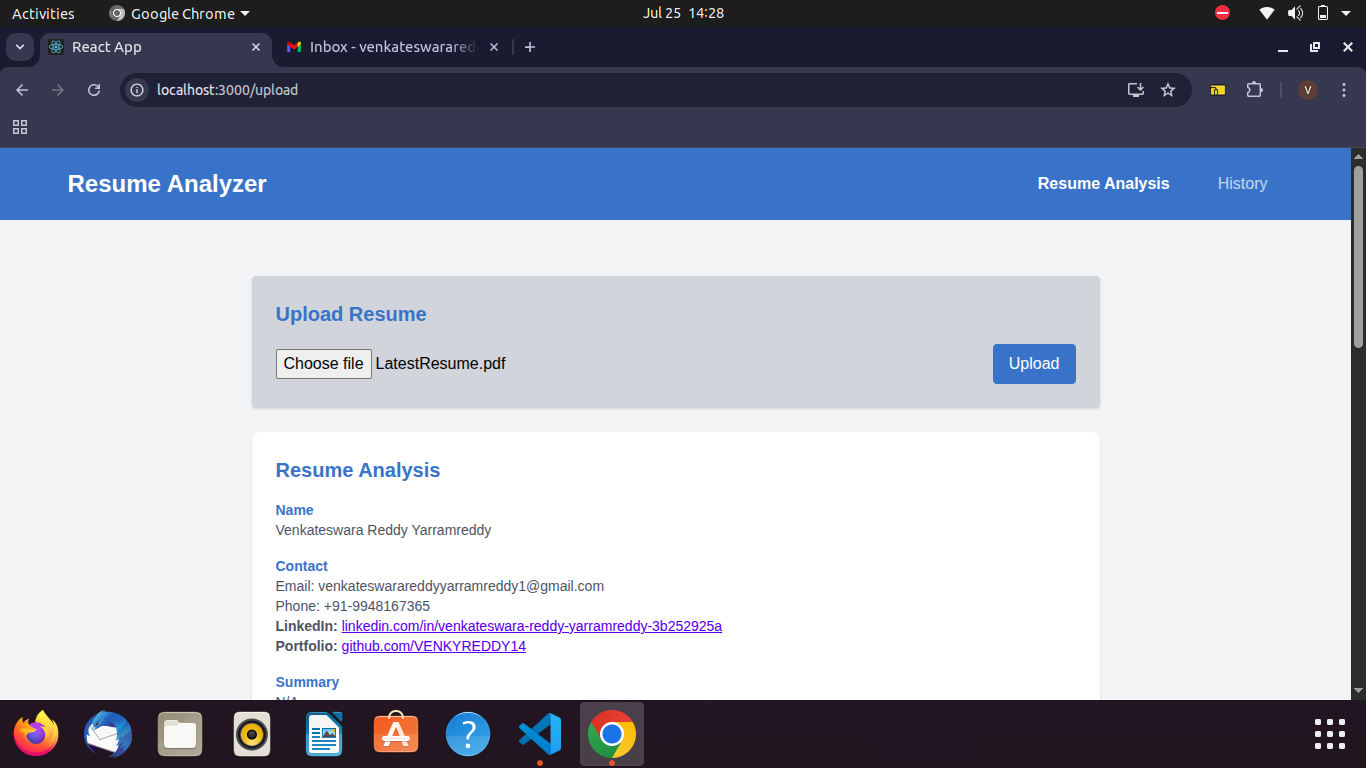 Activities Google Chrome Jul 25 14:28
React App Inbox - venkateswarared
localhost:3000/upload V
Resume Analyzer Resume Analysis History
Upload Resume
Choose file LatestResume.pdf Upload
Resume Analysis
Name
Venkateswara Reddy Yarramreddy
Contact
Email: venkateswarareddyyarramreddy1@gmail.com
Phone: +91-9948167365
LinkedIn: linkedin.com/in/venkateswara-reddy-yarramreddy-3b252925a
Portfolio: github.com/VENKYREDDY14
Summary
N/A